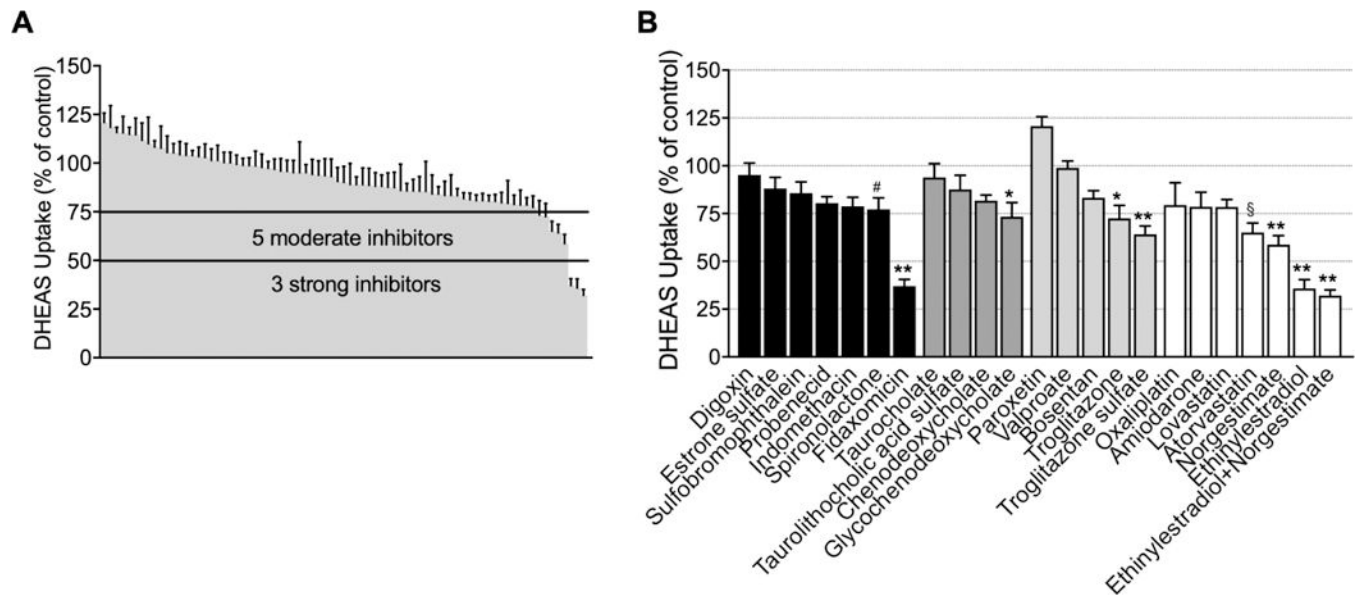 A
DHEAS Uptake (% of control)
150
125
100
75
50
25
0
5 moderate inhibitors
3 strong inhibitors
B
DHEAS Uptake (% of control)
150
125
100
75
50
25
0
#
**
*
*
**
§
**
**
**
Digoxin
Estrone sulfate
Sulfobromophthalein
Probenecid
Indomethacin
Spironolactone
Fidaxomicin
Taurocholate
Taurolithocholic acid sulfate
Chenodeoxycholate
Glycochenodeoxycholate
Paroxetin
Valproate
Bosentan
Troglitazone
Troglitazone sulfate
Oxaliplatin
Amiodarone
Lovastatin
Atorvastatin
Norgestimate
Ethinylestradiol
Ethinylestradiol+Norgestimate